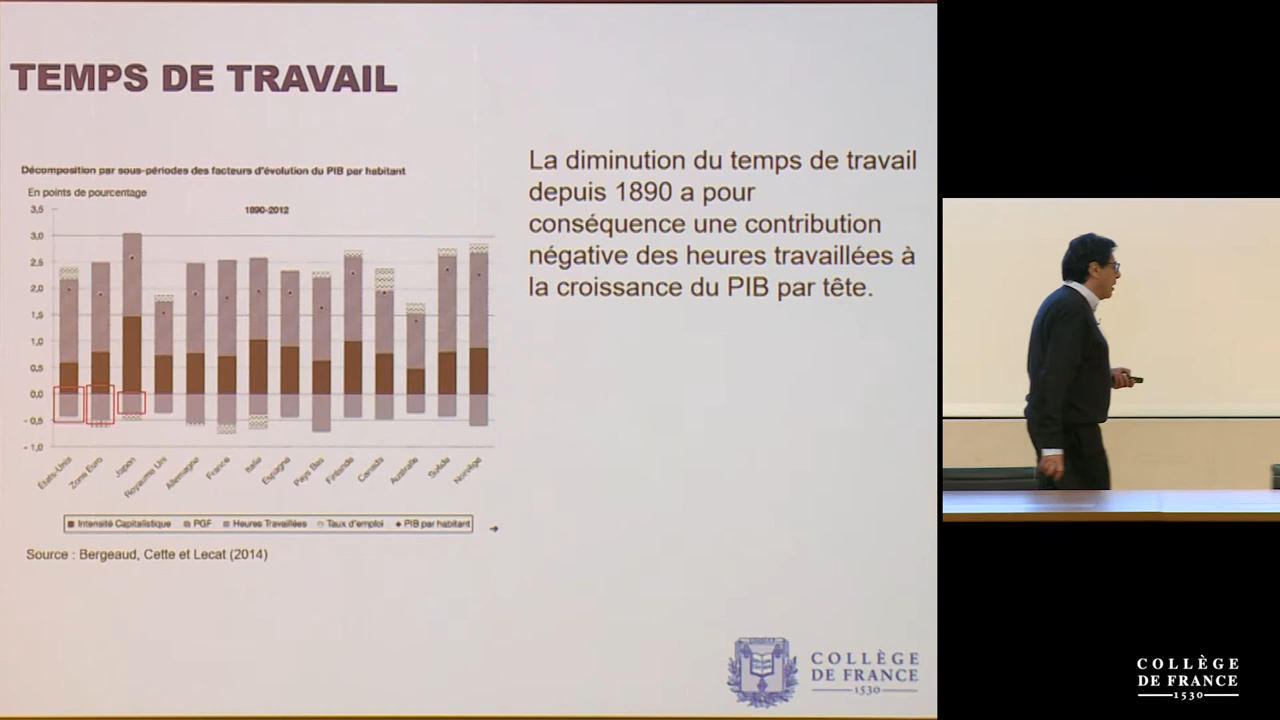 TEMPS DE TRAVAIL
Décomposition par sous-périodes des facteurs d'évolution du PIB par habitant
En points de pourcentage
1890-2012
3,5
3,0
2,5
2,0
1,5
1,0
0,5
0,0
- 0,5
- 1,0
États-Unis
Zone Euro
Japon
Royaume Uni
Allemagne
France
Italie
Espagne
Pays Bas
Finlande
Canada
Australie
Suède
Norvège
Intensité Capitalistique PGF Heures Travaillées Taux d'emploi PIB par habitant
Source : Bergeaud, Cette et Lecat (2014)
La diminution du temps de travail
depuis 1890 a pour
conséquence une contribution
négative des heures travaillées à
la croissance du PIB par tête.
COLLÈGE
DE FRANCE
1530
COLLÈGE
DE FRANCE
1530